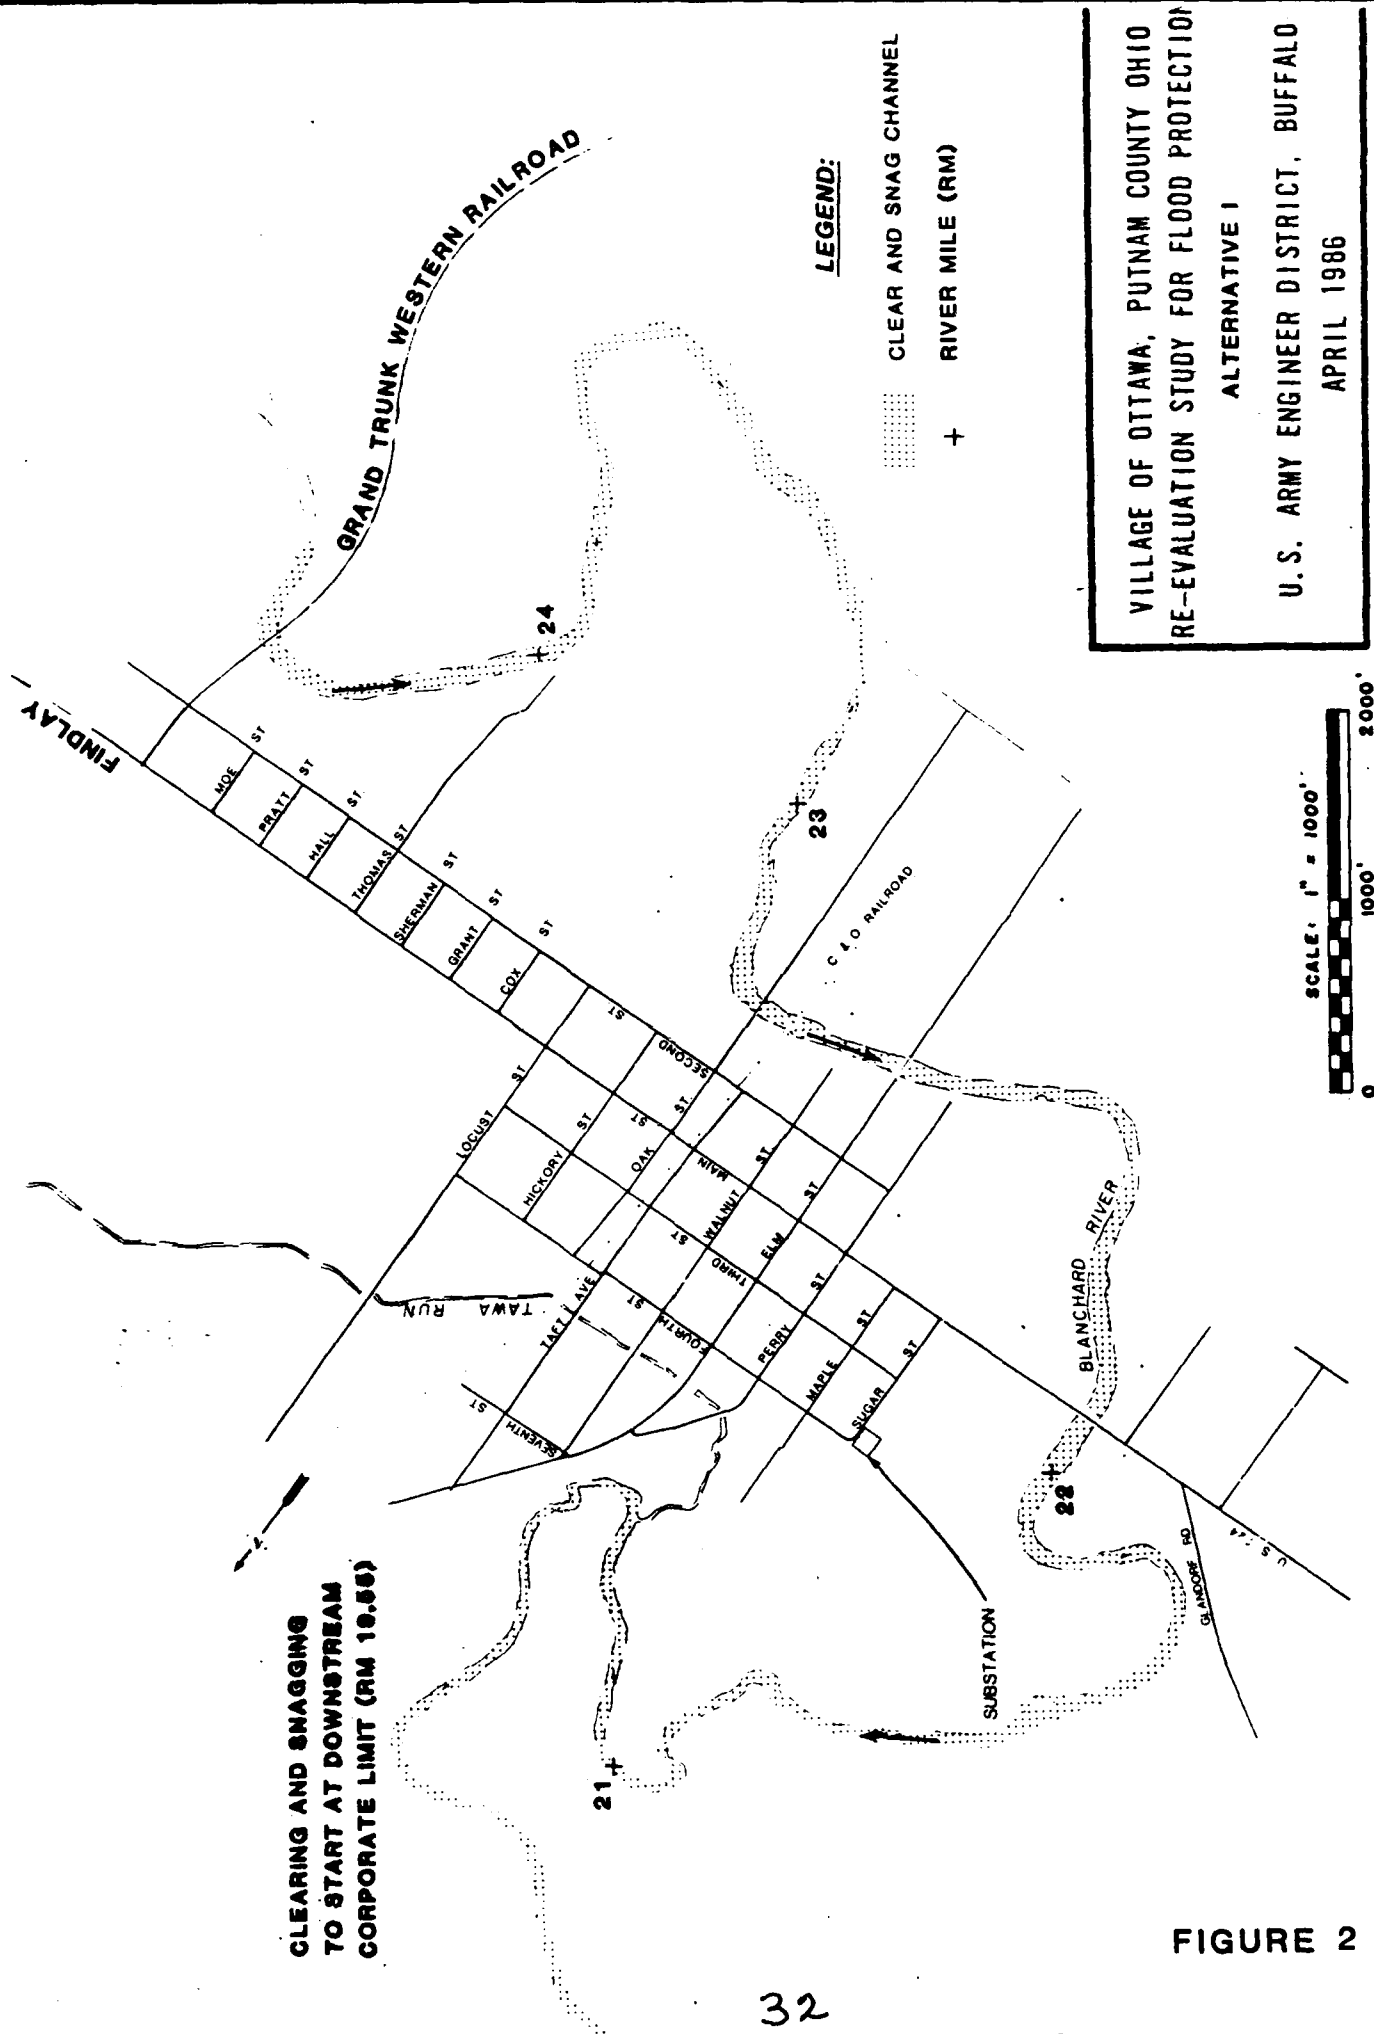 FINDLAY
GRAND TRUNK WESTERN RAILROAD
MOE ST
PRATT ST
HALL ST
THOMAS ST
SHERMAN ST
GRANT ST
COX ST
LOCUST ST
HICKORY ST
OAK ST
TAFT AVE
WALNUT ST
ELM ST
PERRY ST
MAPLE ST
SUGAR ST
SECOND ST
MAIN ST
THIRD ST
FOURTH ST
SEVENTH ST
TAWA RUN
C & O RAILROAD
BLANCHARD RIVER
GLANDORF RD
SUBSTATION
24
23
22
21
CLEARING AND SNAGGING
TO START AT DOWNSTREAM
CORPORATE LIMIT
LEGEND:
CLEAR AND SNAG CHANNEL
+ RIVER MILE (RM)
SCALE: 1" = 1000'
0 1000' 2000'
VILLAGE OF OTTAWA, PUTNAM COUNTY OHIO
RE-EVALUATION STUDY FOR FLOOD PROTECTION
ALTERNATIVE I
U.S. ARMY ENGINEER DISTRICT, BUFFALO
APRIL 1986
FIGURE 2
32